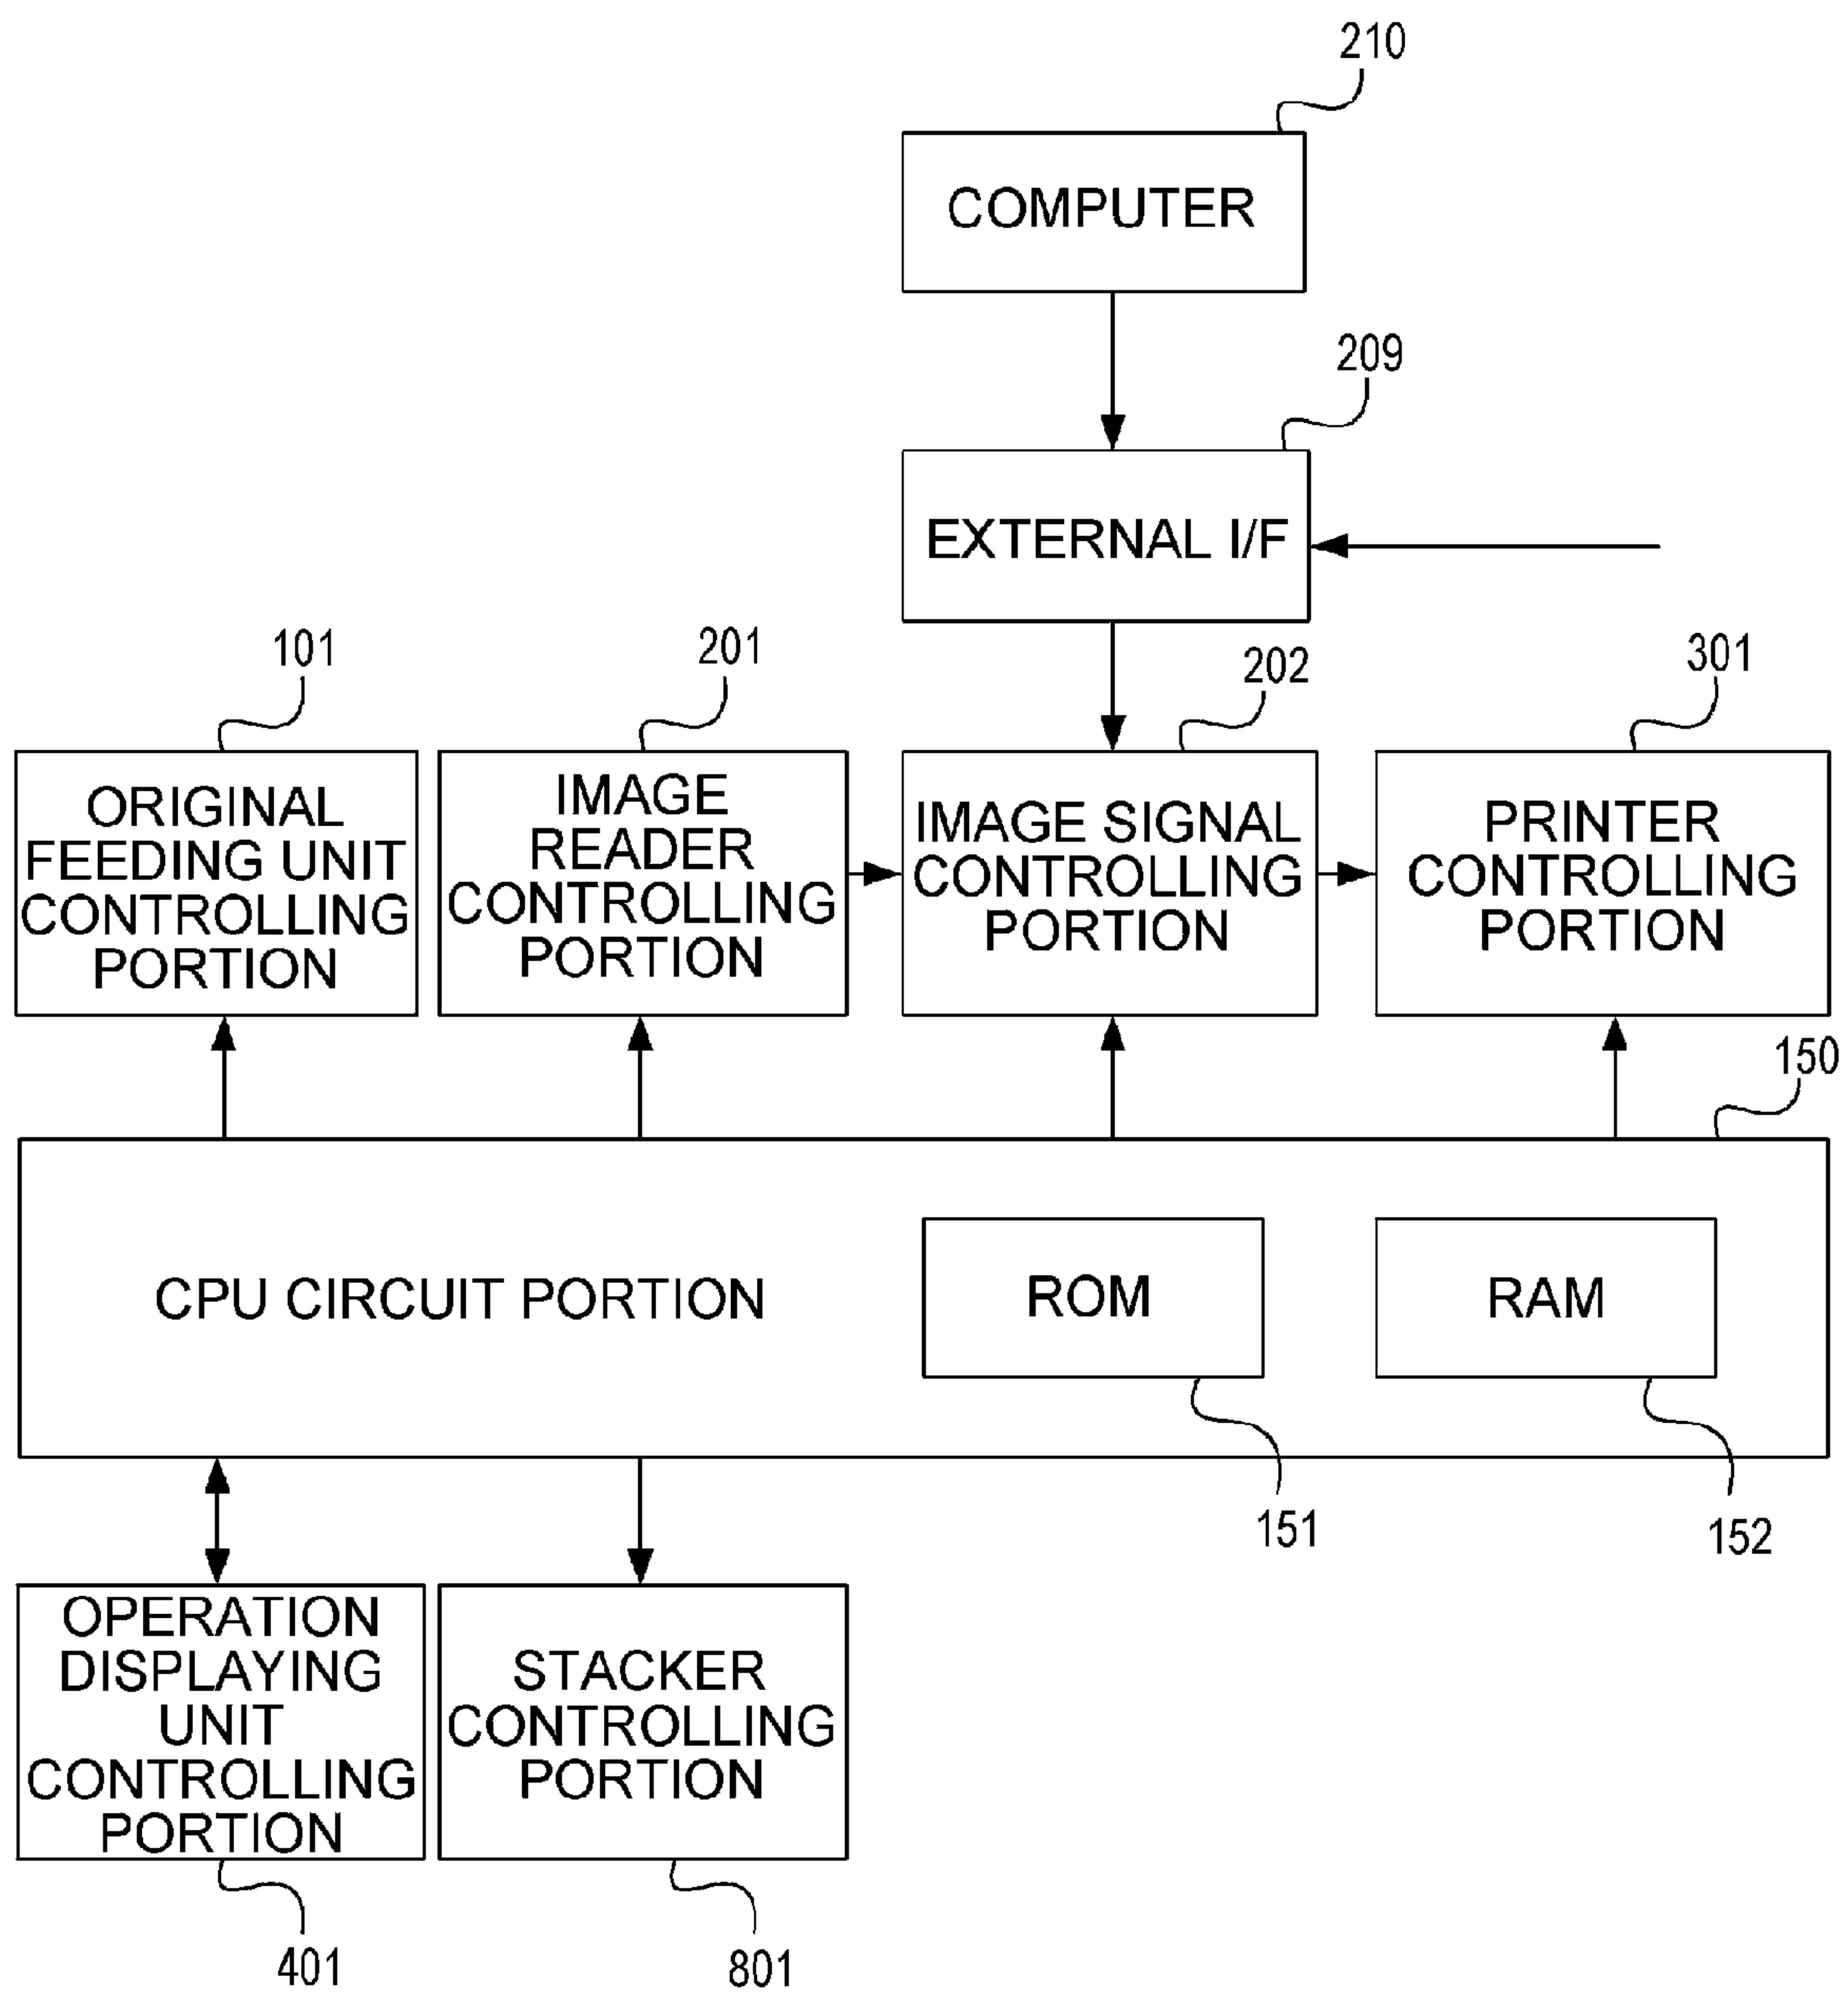 210
COMPUTER
209
EXTERNAL I/F
101
201
202
301
ORIGINAL
FEEDING UNIT
CONTROLLING
PORTION
IMAGE
READER
CONTROLLING
PORTION
IMAGE SIGNAL
CONTROLLING
PORTION
PRINTER
CONTROLLING
PORTION
150
CPU CIRCUIT PORTION
ROM
RAM
151
152
OPERATION
DISPLAYING
UNIT
CONTROLLING
PORTION
STACKER
CONTROLLING
PORTION
401
801